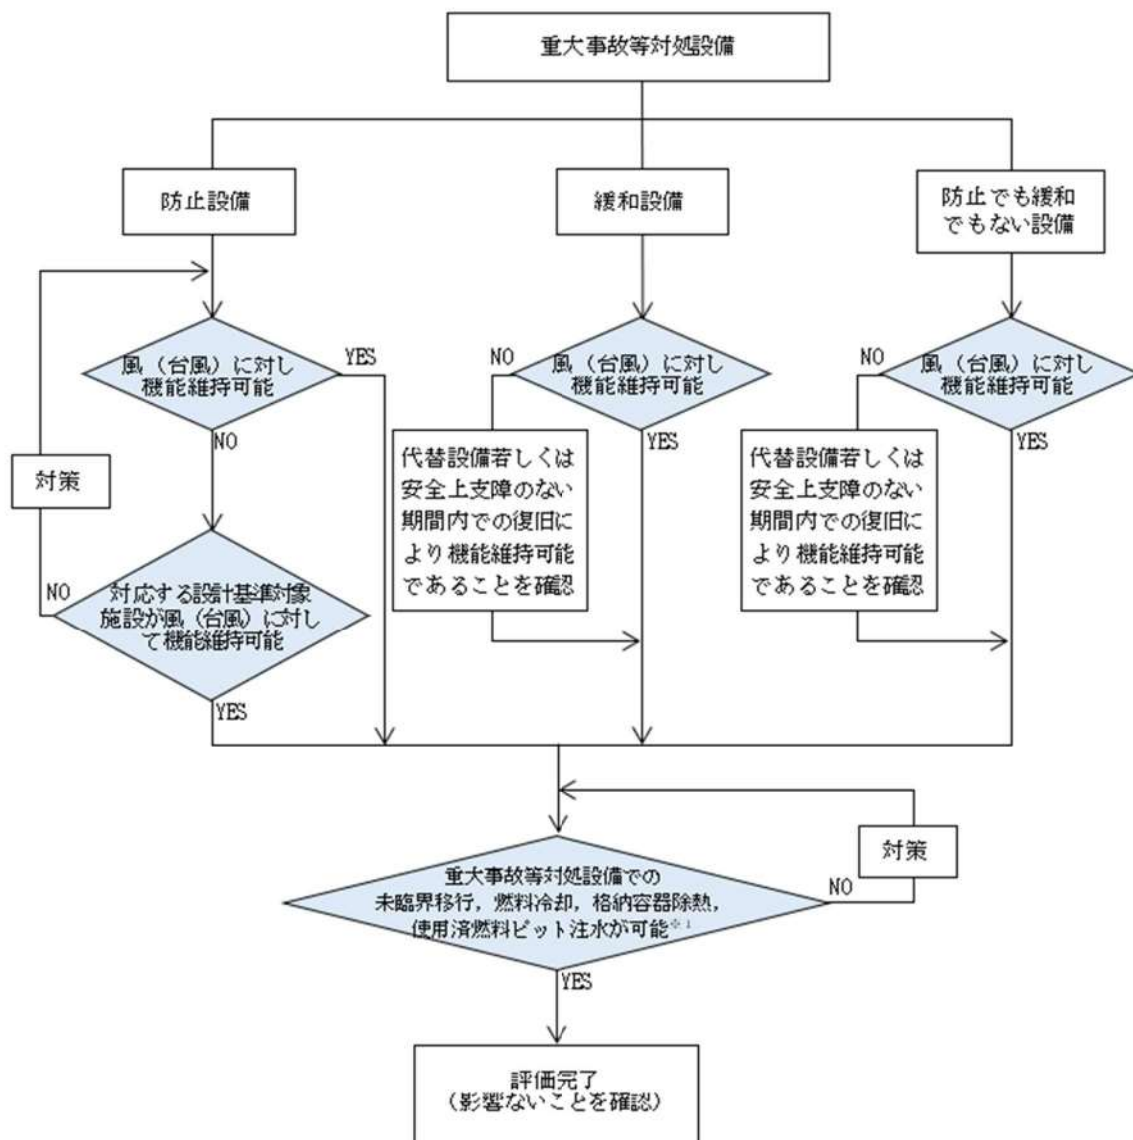 重大事故等対処設備
防止設備
緩和設備
防止でも緩和
でもない設備
風（台風）に対し
機能維持可能
YES
NO
対策
対応する設計基準対象
施設が風（台風）に対し
て機能維持可能
NO
YES
風（台風）に対し
機能維持可能
NO
YES
代替設備若しくは
安全上支障のない
期間内での復旧に
より機能維持可能
であることを確認
風（台風）に対し
機能維持可能
NO
YES
代替設備若しくは
安全上支障のない
期間内での復旧に
より機能維持可能
であることを確認
重大事故等対処設備での
未臨界移行，燃料冷却，格納容器除熱，
使用済燃料ピット注水が可能※1
NO
対策
YES
評価完了
（影響ないことを確認）